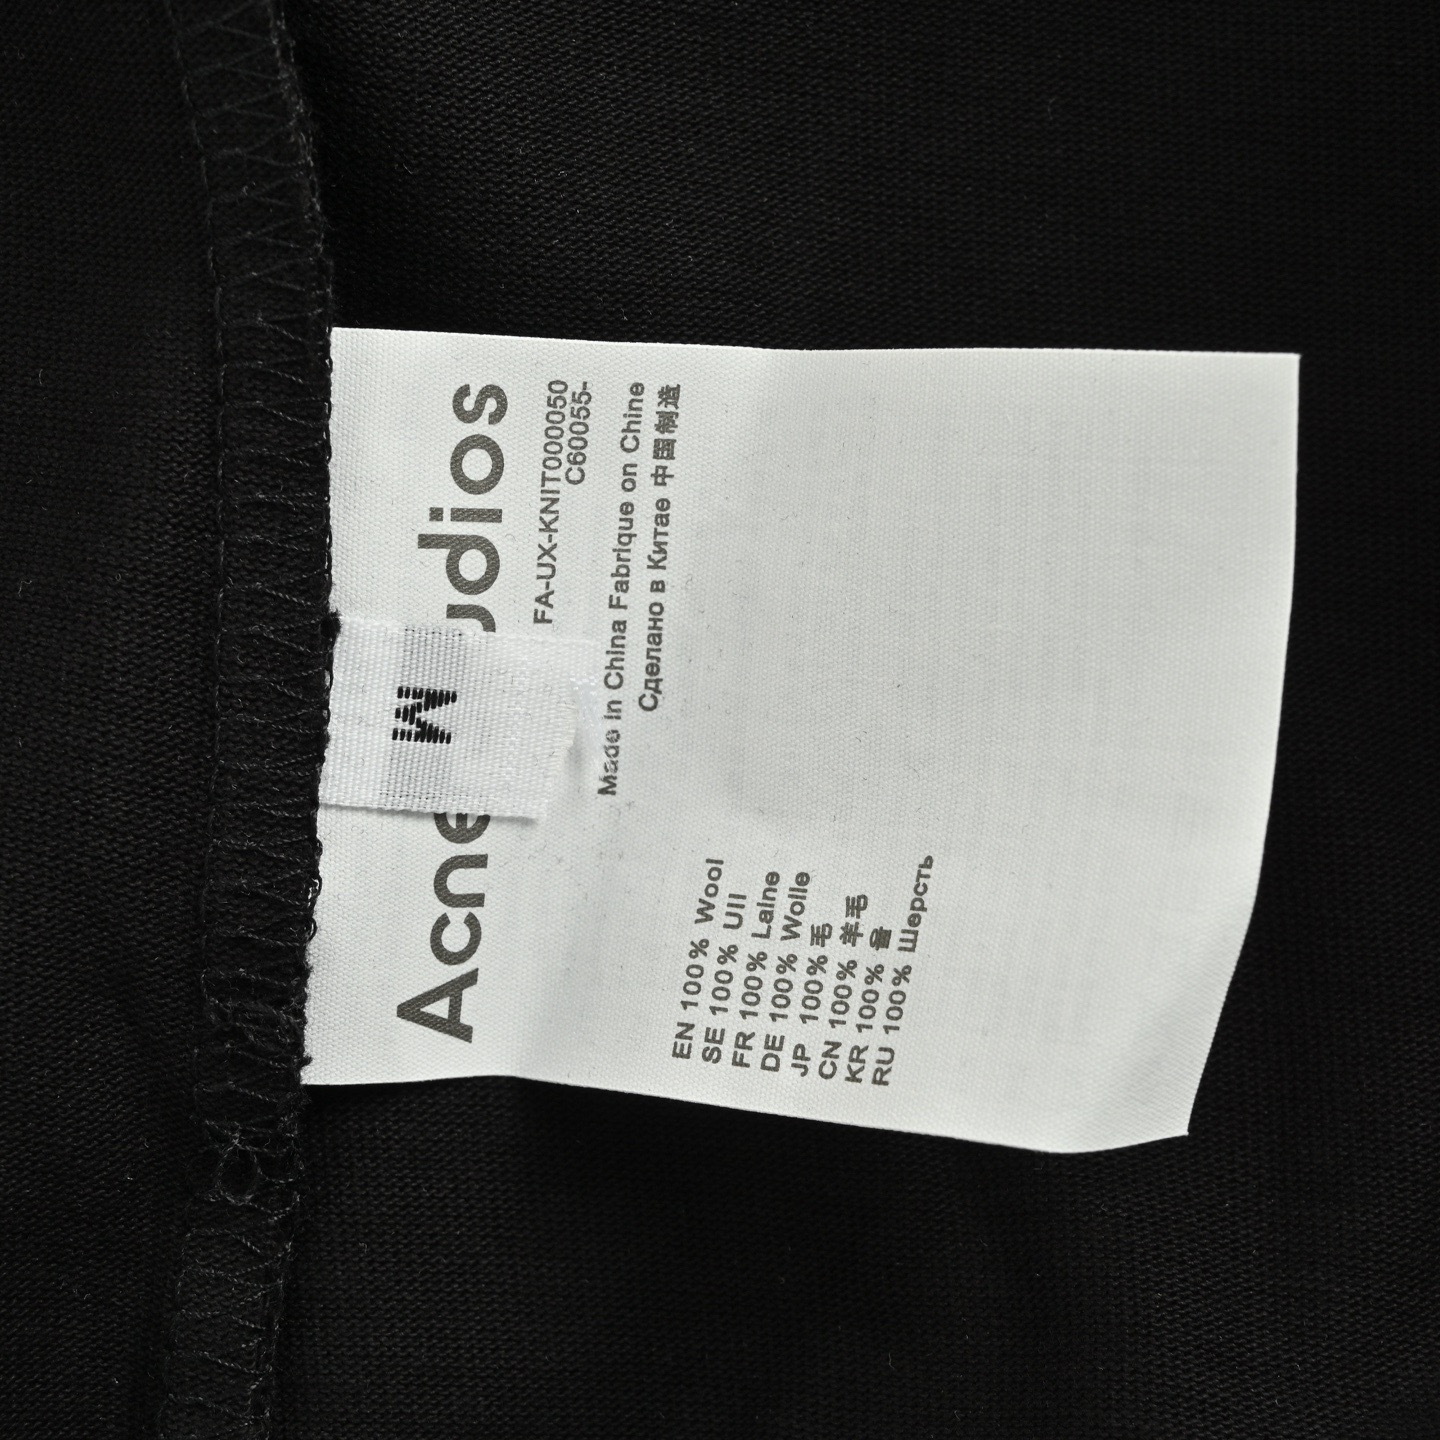 Acne udios
M
FA-UX-KNIT000050
C60055-
Made in China Fabrique on Chine
Сделано в Китае 中国制造
EN 100% Wool
SE 100% Ull
FR 100% Laine
DE 100% Wolle
JP 100% 毛
CN 100% 羊毛
KR 100% 울
RU 100% Шерсть